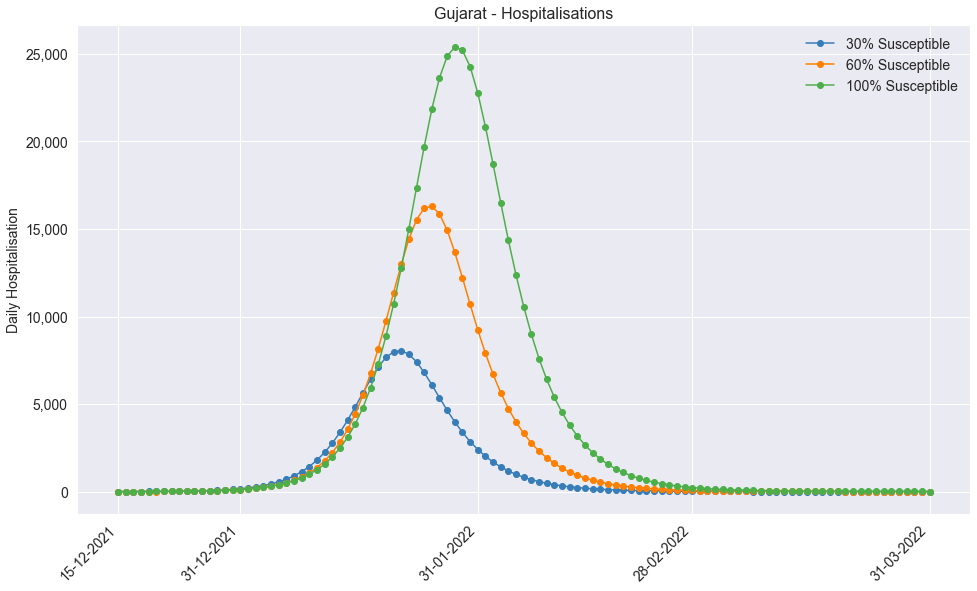 Gujarat - Hospitalisations
30% Susceptible
60% Susceptible
100% Susceptible
Daily Hospitalisation
25,000
20,000
15,000
10,000
5,000
0
15-12-2021
31-12-2021
31-01-2022
28-02-2022
31-03-2022